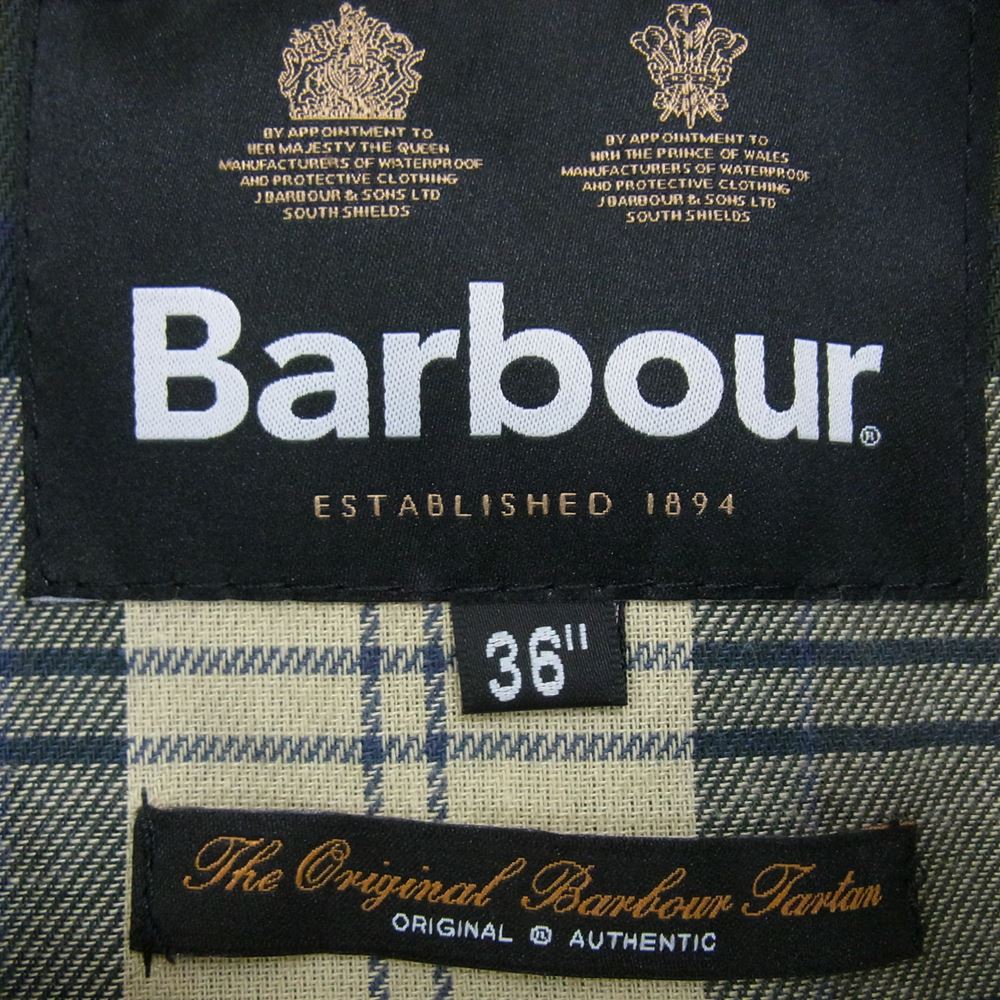 BY APPOINTMENT TO
HER MAJESTY THE QUEEN
MANUFACTURERS OF WATERPROOF
AND PROTECTIVE CLOTHING
J BARBOUR & SONS LTD
SOUTH SHIELDS
BY APPOINTMENT TO
HRH THE PRINCE OF WALES
MANUFACTURERS OF WATERPROOF
AND PROTECTIVE CLOTHING
J BARBOUR & SONS LTD
SOUTH SHIELDS
Barbour®
ESTABLISHED 1894
36"
The Original Barbour Tartan
ORIGINAL ® AUTHENTIC